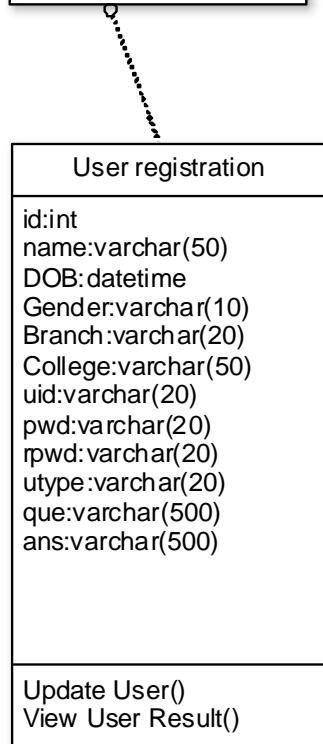 User registration
id:int
name:varchar(50)
DOB:datetime
Gender:varchar(10)
Branch:varchar(20)
College:varchar(50)
uid:varchar(20)
pwd:varchar(20)
rpwd:varchar(20)
utype:varchar(20)
que:varchar(500)
ans:varchar(500)
Update User()
View User Result()